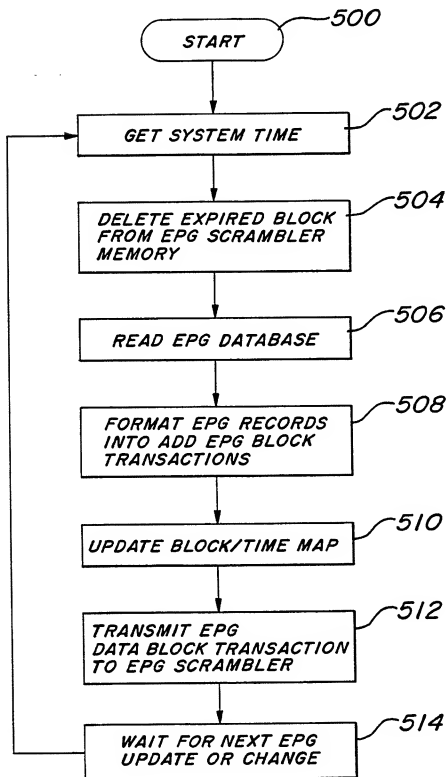 START
500
GET SYSTEM TIME
502
DELETE EXPIRED BLOCK
FROM EPG SCRAMBLER
MEMORY
504
READ EPG DATABASE
506
FORMAT EPG RECORDS
INTO ADD EPG BLOCK
TRANSACTIONS
508
UPDATE BLOCK/TIME MAP
510
TRANSMIT EPG
DATA BLOCK TRANSACTION
TO EPG SCRAMBLER
512
WAIT FOR NEXT EPG
UPDATE OR CHANGE
514